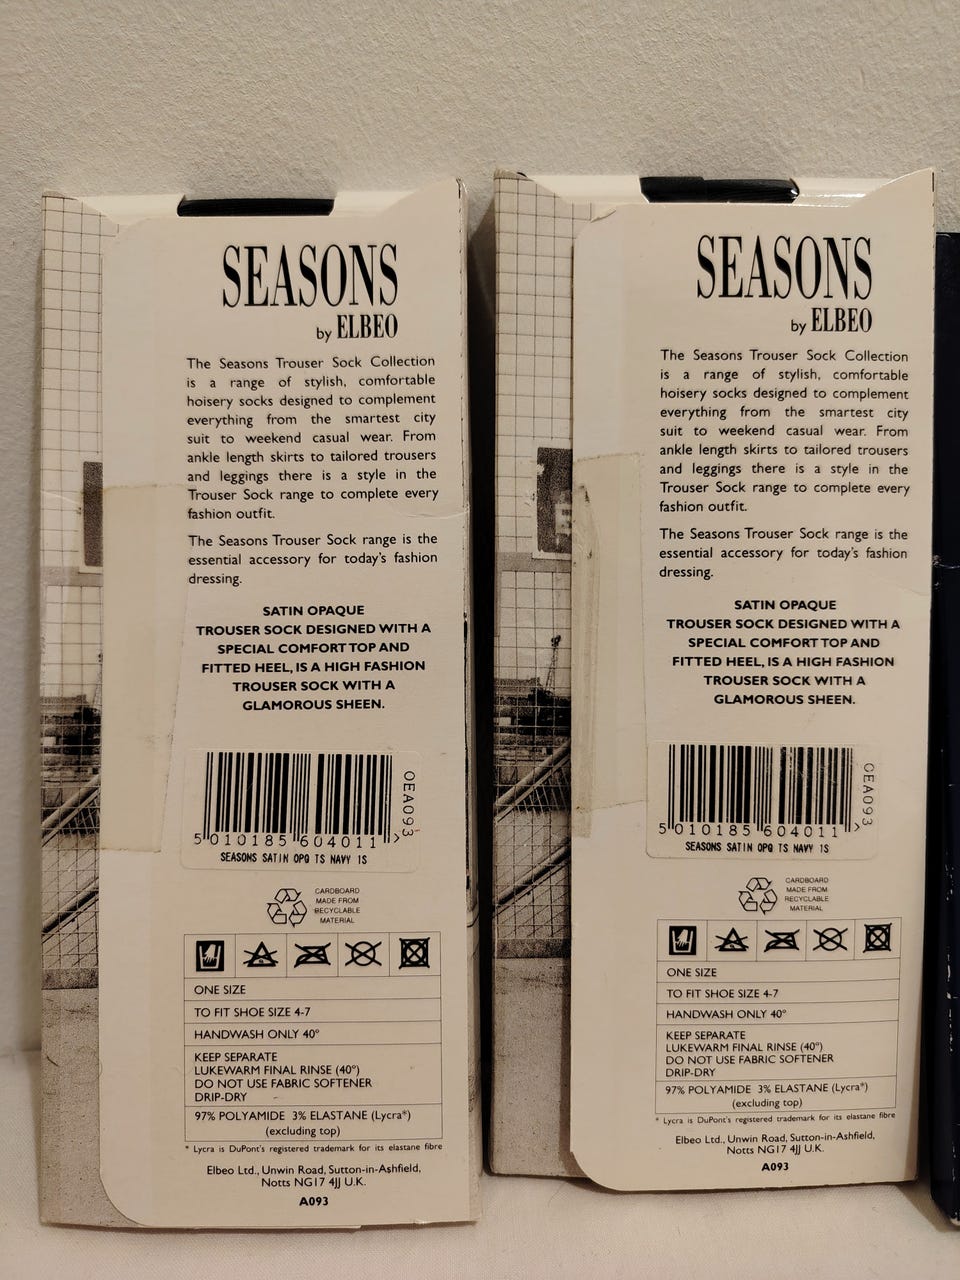 SEASONS
by ELBEO
The Seasons Trouser Sock Collection
is a range of stylish, comfortable
hoisery socks designed to complement
everything from the smartest city
suit to weekend casual wear. From
ankle length skirts to tailored trousers
and leggings there is a style in the
Trouser Sock range to complete every
fashion outfit.
The Seasons Trouser Sock range is the
essential accessory for today's fashion
dressing.
SATIN OPAQUE
TROUSER SOCK DESIGNED WITH A
SPECIAL COMFORT TOP AND
FITTED HEEL, IS A HIGH FASHION
TROUSER SOCK WITH A
GLAMOROUS SHEEN.
OEA093
5 010185 604011 >
SEASONS SATIN OPQ TS NAVY 1S
CARDBOARD
MADE FROM
RECYCLABLE
MATERIAL
ONE SIZE
TO FIT SHOE SIZE 4-7
HANDWASH ONLY 40°
KEEP SEPARATE
LUKEWARM FINAL RINSE (40°)
DO NOT USE FABRIC SOFTENER
DRIP-DRY
97% POLYAMIDE 3% ELASTANE (Lycra*)
(excluding top)
* Lycra is DuPont's registered trademark for its elastane fibre
Elbeo Ltd., Unwin Road, Sutton-in-Ashfield,
Notts NG17 4JJ U.K.
A093
SEASONS
by ELBEO
The Seasons Trouser Sock Collection
is a range of stylish, comfortable
hoisery socks designed to complement
everything from the smartest city
suit to weekend casual wear. From
ankle length skirts to tailored trousers
and leggings there is a style in the
Trouser Sock range to complete every
fashion outfit.
The Seasons Trouser Sock range is the
essential accessory for today's fashion
dressing.
SATIN OPAQUE
TROUSER SOCK DESIGNED WITH A
SPECIAL COMFORT TOP AND
FITTED HEEL, IS A HIGH FASHION
TROUSER SOCK WITH A
GLAMOROUS SHEEN.
OEA093
5 010185 604011 >
SEASONS SATIN OPQ TS NAVY 1S
CARDBOARD
MADE FROM
RECYCLABLE
MATERIAL
ONE SIZE
TO FIT SHOE SIZE 4-7
HANDWASH ONLY 40°
KEEP SEPARATE
LUKEWARM FINAL RINSE (40°)
DO NOT USE FABRIC SOFTENER
DRIP-DRY
97% POLYAMIDE 3% ELASTANE (Lycra*)
(excluding top)
* Lycra is DuPont's registered trademark for its elastane fibre
Elbeo Ltd., Unwin Road, Sutton-in-Ashfield,
Notts NG17 4JJ U.K.
A093